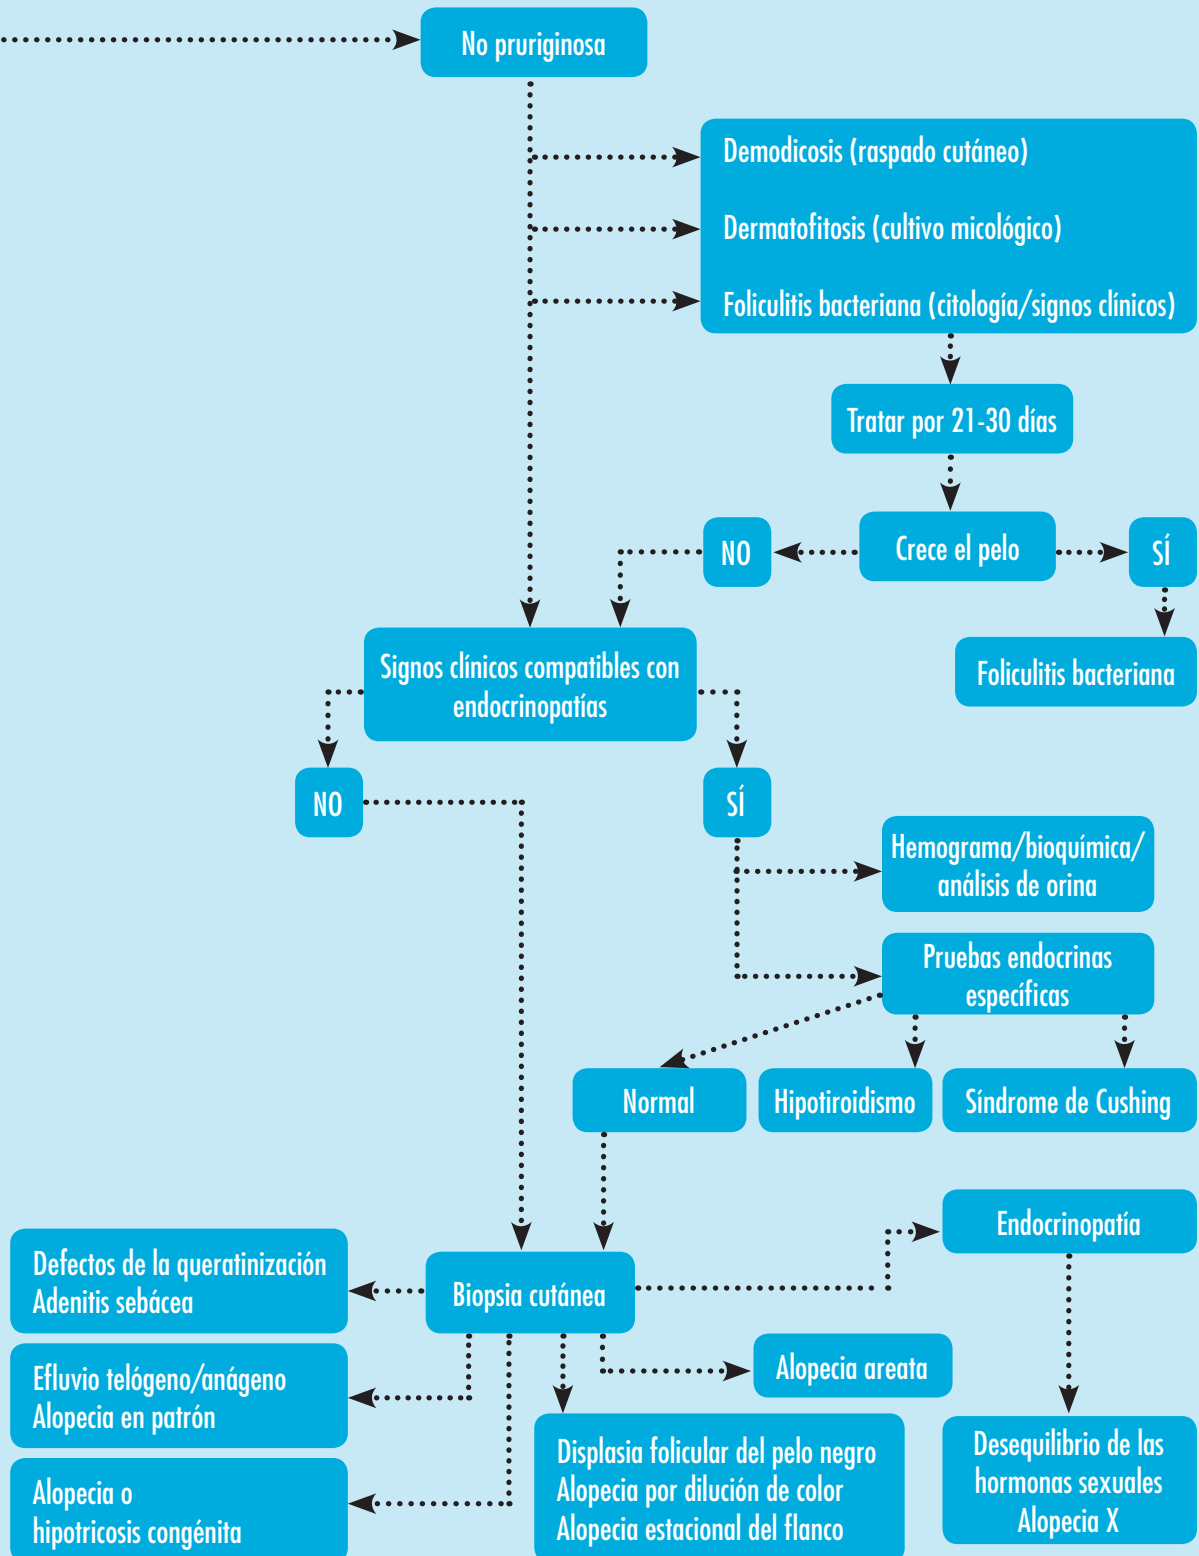 No pruriginosa
Demodicosis (raspado cutáneo)
Dermatofitosis (cultivo micológico)
Foliculitis bacteriana (citología/signos clínicos)
Tratar por 21-30 días
Crece el pelo
NO
SÍ
Foliculitis bacteriana
Signos clínicos compatibles con
endocrinopatías
NO
SÍ
Hemograma/bioquímica/
análisis de orina
Pruebas endocrinas
específicas
Normal
Hipotiroidismo
Síndrome de Cushing
Endocrinopatía
Biopsia cutánea
Defectos de la queratinización
Adenitis sebácea
Efluvio telógeno/anágeno
Alopecia en patrón
Alopecia o
hipotricosis congénita
Alopecia areata
Displasia folicular del pelo negro
Alopecia por dilución de color
Alopecia estacional del flanco
Desequilibrio de las
hormonas sexuales
Alopecia X